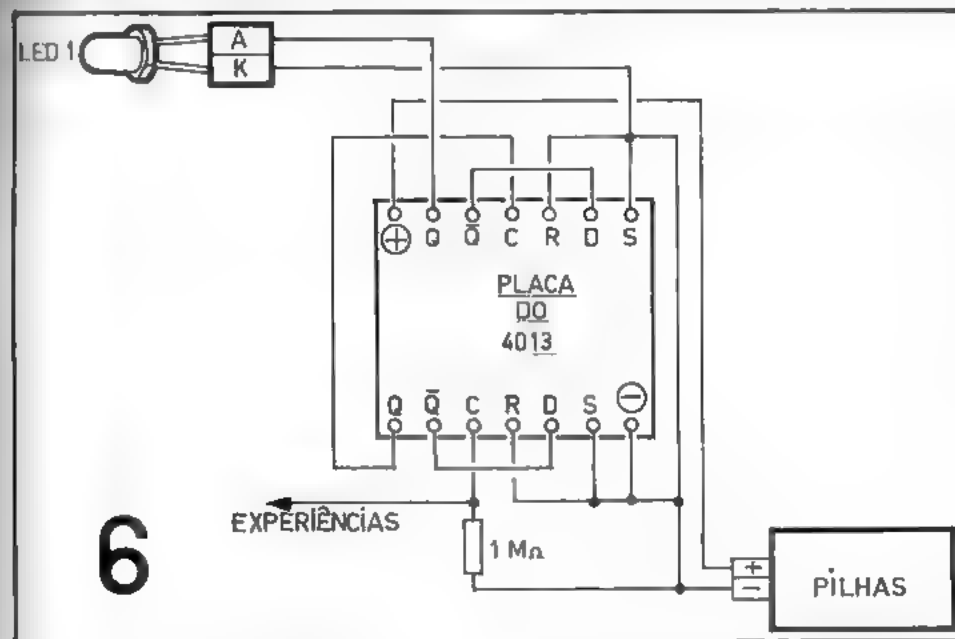 LED 1
A
K
⊕ Q Q̄ C R D S
PLACA
DO
4013
Q Q̄ C R D S ⊖
EXPERIÊNCIAS
1 MΩ
+
-
PILHAS
6